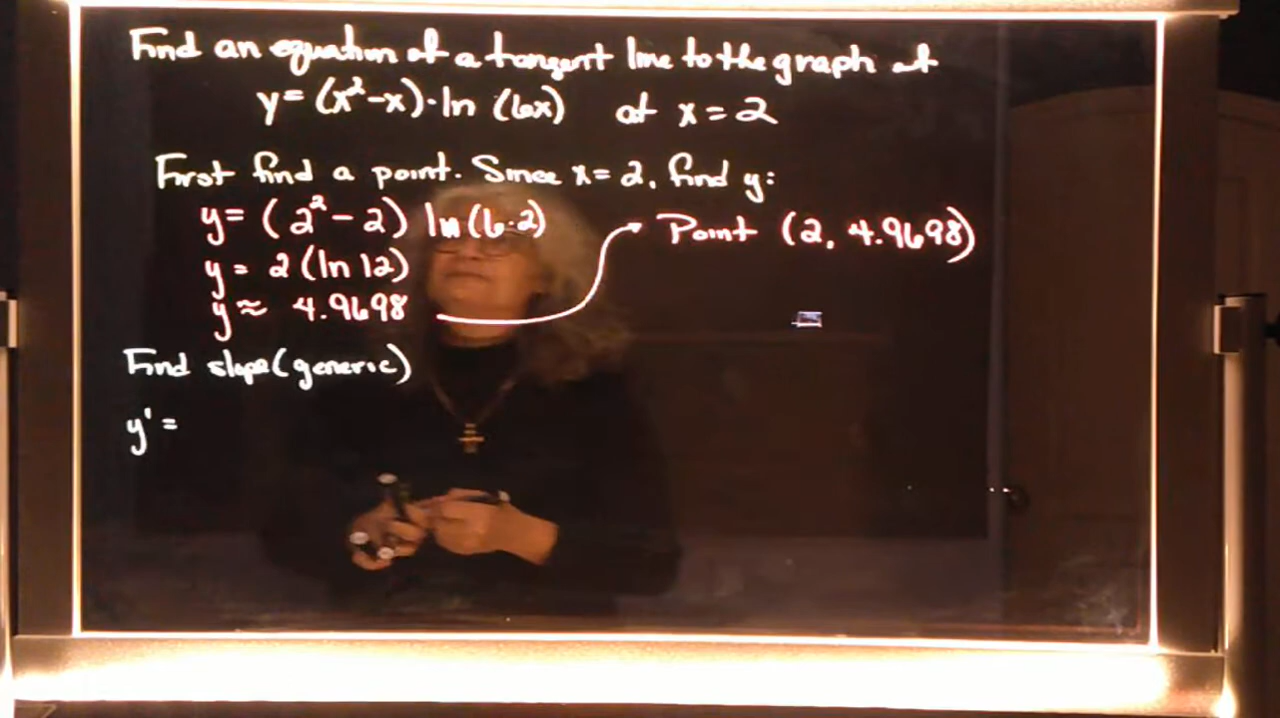 Find an equation of a tangent line to the graph at
y = (x² - x) · ln (6x) at x = 2
First find a point. Since x = 2, find y:
y = (2² - 2) ln (6·2)
y = 2 (ln 12)
y ≈ 4.9698
Point (2, 4.9698)
Find slope (generic)
y' =